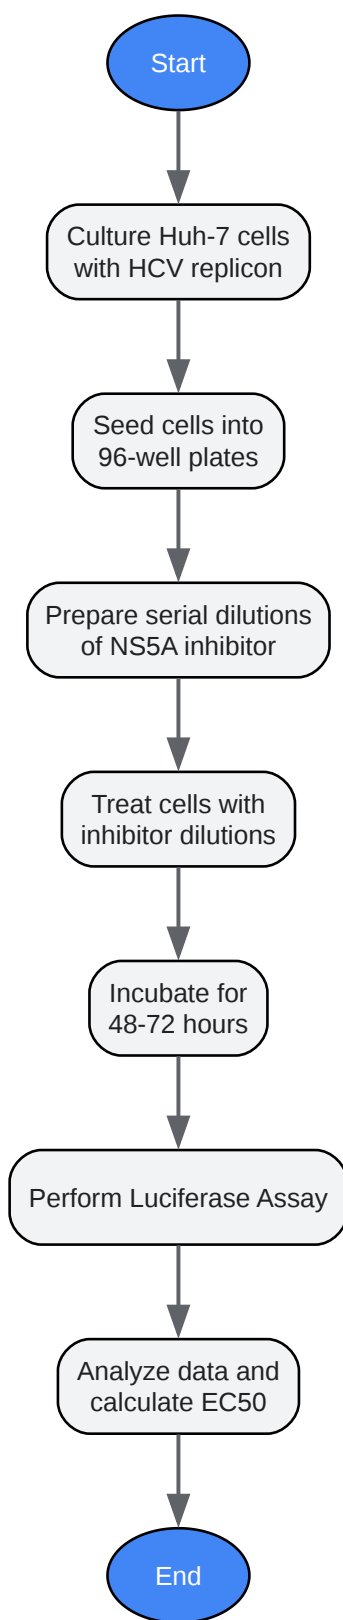 Start
Culture Huh-7 cells
with HCV replicon
Seed cells into
96-well plates
Prepare serial dilutions
of NS5A inhibitor
Treat cells with
inhibitor dilutions
Incubate for
48-72 hours
Perform Luciferase Assay
Analyze data and
calculate EC50
End